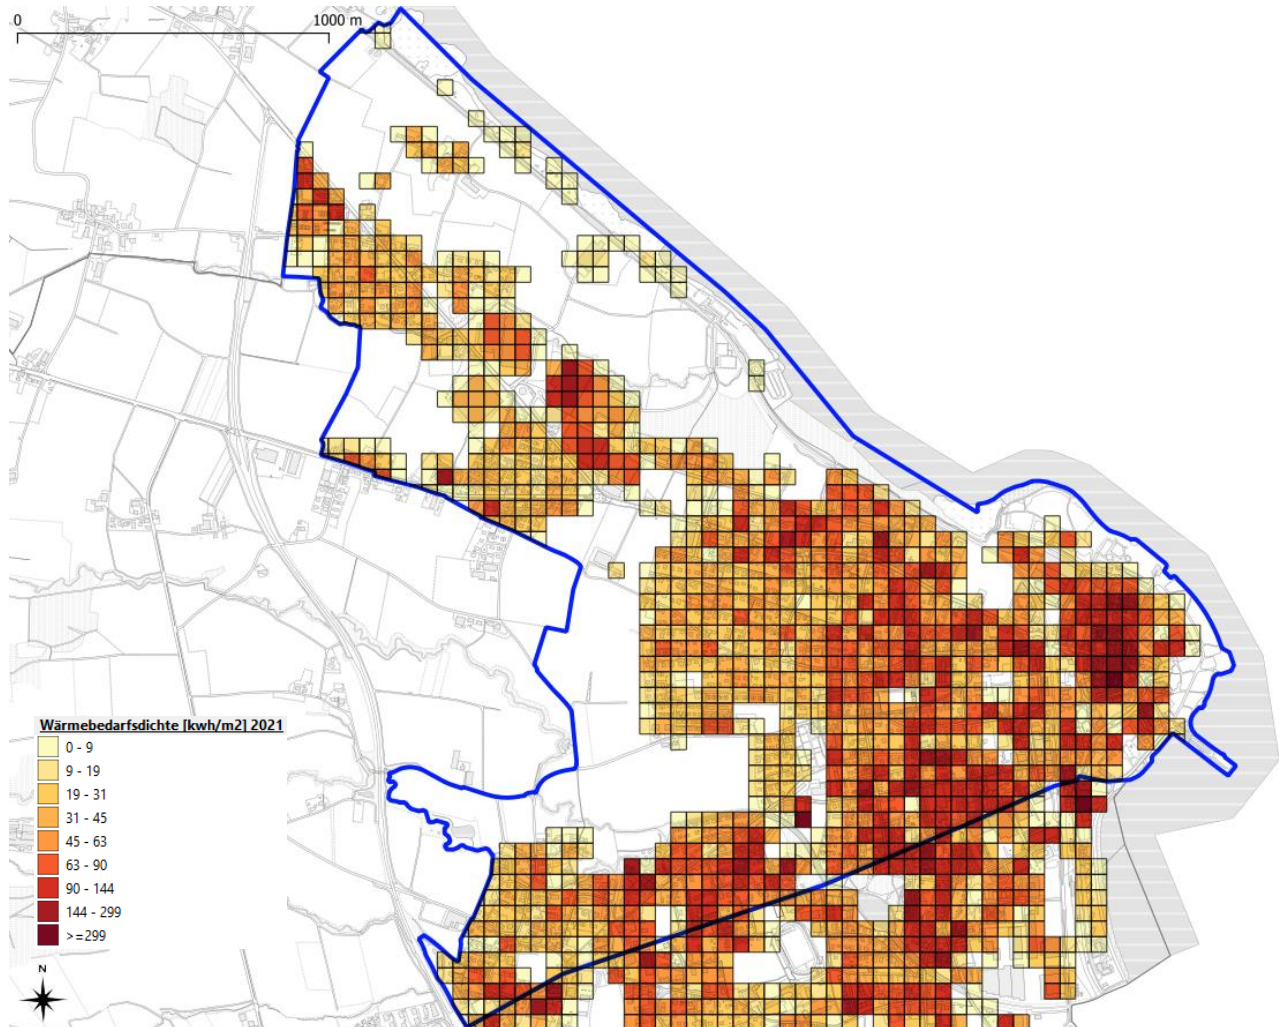 0 1000 m
Wärmebedarfsdichte [kwh/m2] 2021
0 - 9
9 - 19
19 - 31
31 - 45
45 - 63
63 - 90
90 - 144
144 - 299
>=299
N